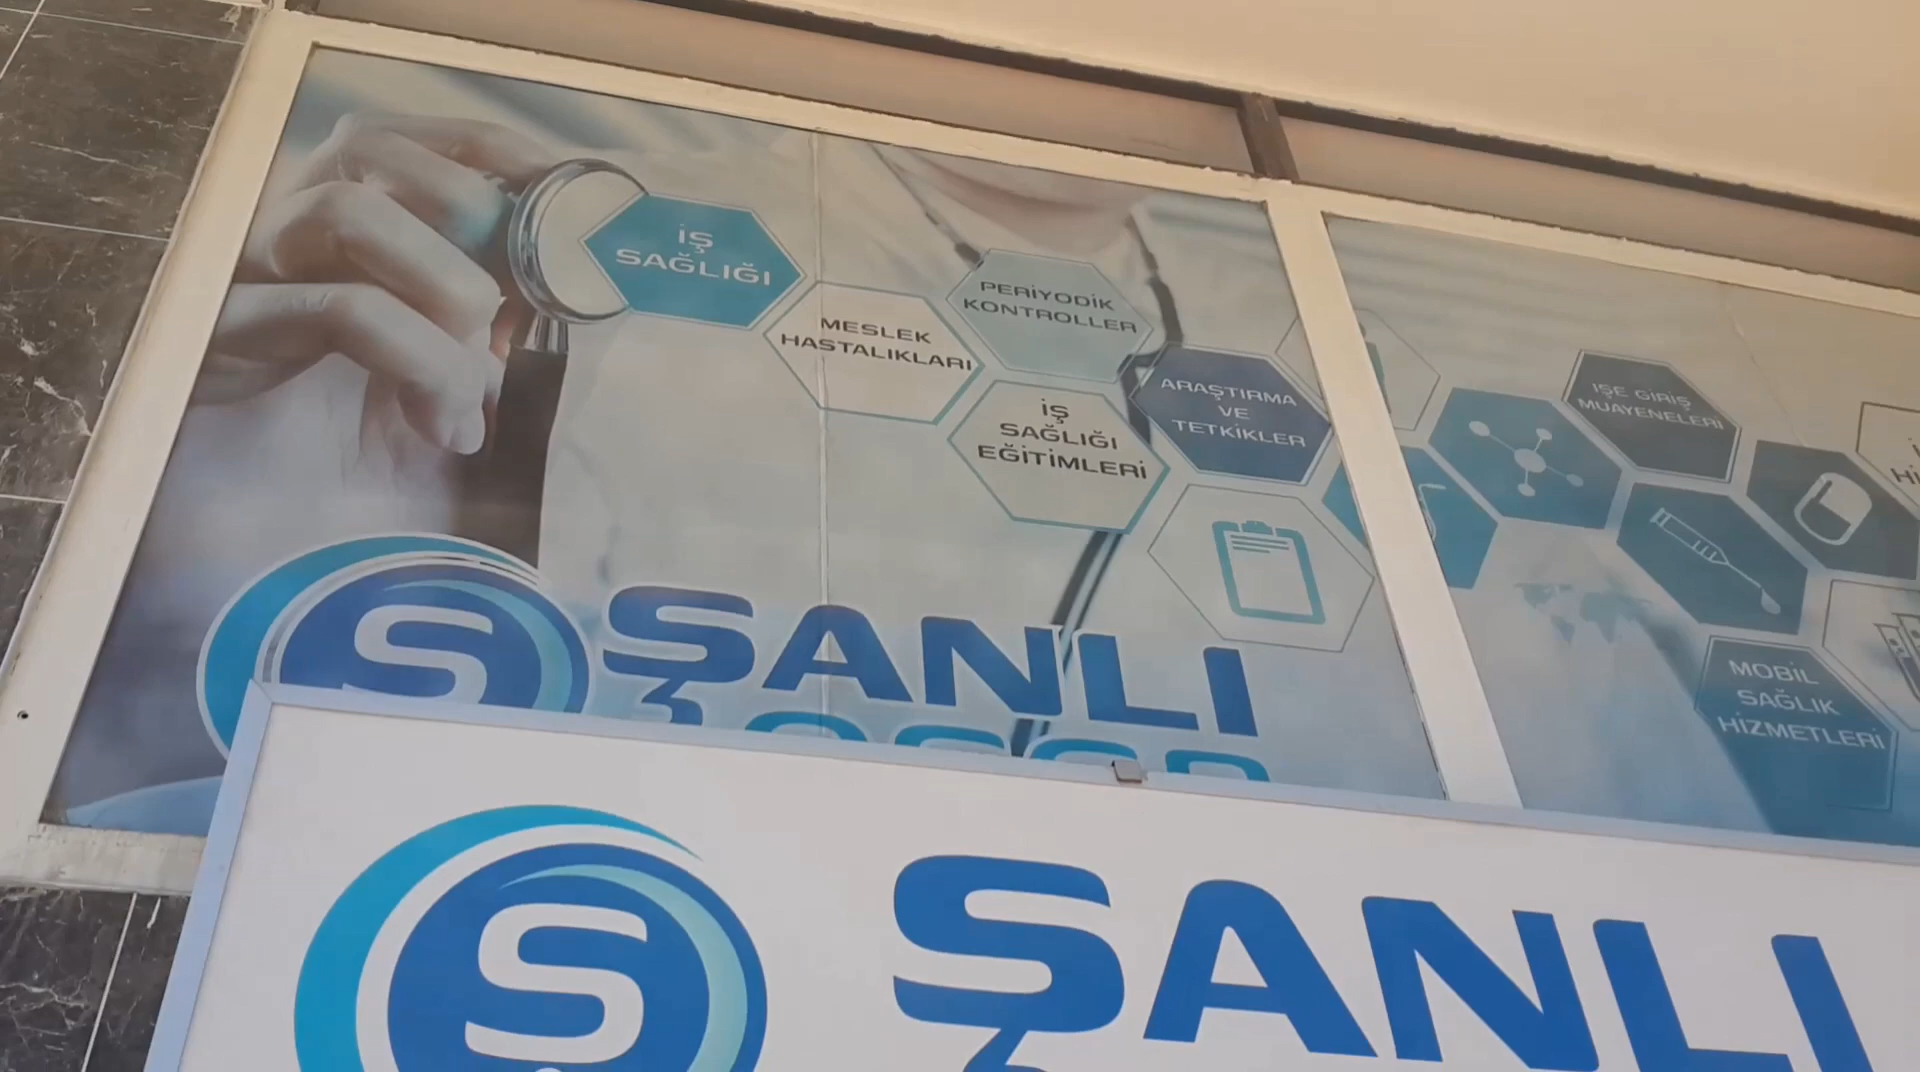 İŞ
SAĞLIĞI
MESLEK
HASTALIKLARI
PERİYODİK
KONTROLLER
İŞ
SAĞLIĞI
EĞİTİMLERİ
ARAŞTIRMA
VE
TETKİKLER
IŞE GİRİŞ
MUAYENELERİ
MOBİL
SAĞLIK
HİZMETLERİ
Ş ŞANLI
Ş ŞANLI